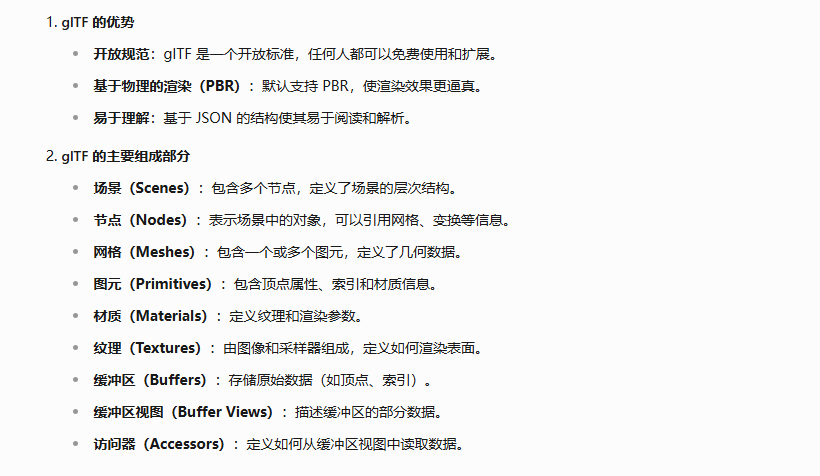 1. glTF 的优势
开放规范：glTF 是一个开放标准，任何人都可以免费使用和扩展。
基于物理的渲染（PBR）：默认支持 PBR，使渲染效果更逼真。
易于理解：基于 JSON 的结构使其易于阅读和解析。
2. glTF 的主要组成部分
场景（Scenes）：包含多个节点，定义了场景的层次结构。
节点（Nodes）：表示场景中的对象，可以引用网格、变换等信息。
网格（Meshes）：包含一个或多个图元，定义了几何数据。
图元（Primitives）：包含顶点属性、索引和材质信息。
材质（Materials）：定义纹理和渲染参数。
纹理（Textures）：由图像和采样器组成，定义如何渲染表面。
缓冲区（Buffers）：存储原始数据（如顶点、索引）。
缓冲区视图（Buffer Views）：描述缓冲区的部分数据。
访问器（Accessors）：定义如何从缓冲区视图中读取数据。